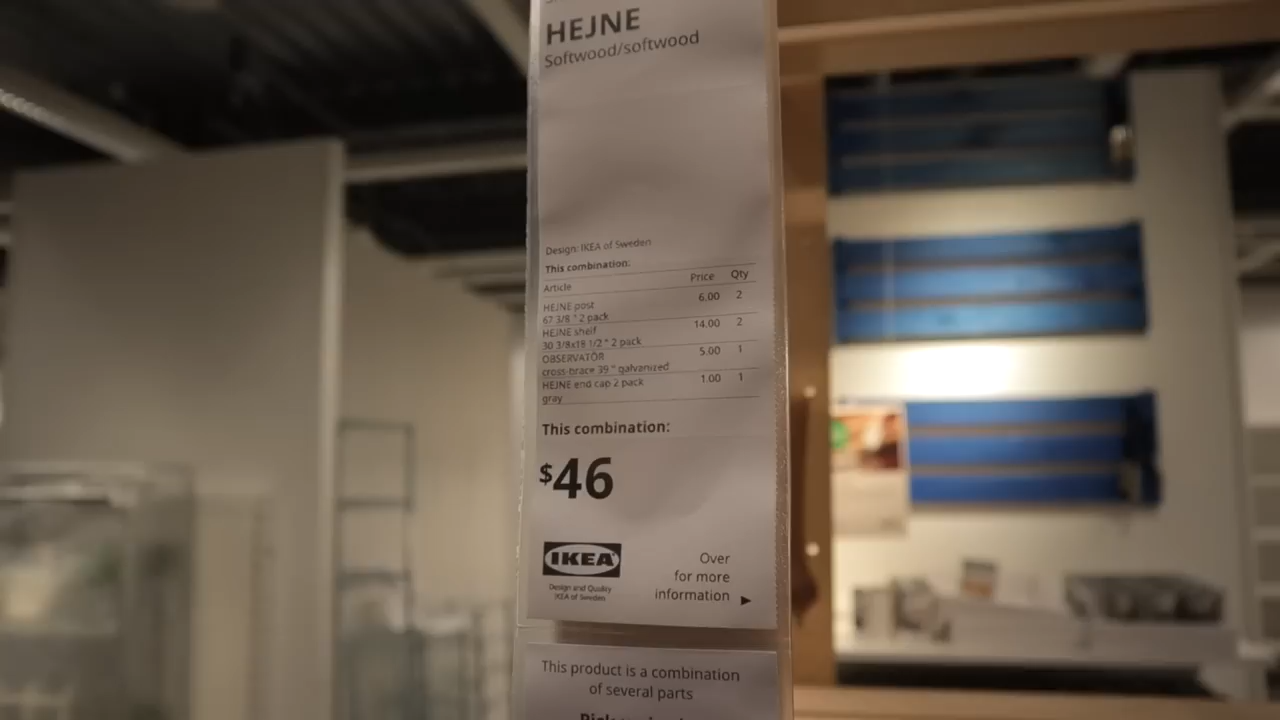 HEJNE
Softwood/softwood
Design: IKEA of Sweden
This combination:
Article Price Qty
HEJNE post 6.00 2
67 3/8 " 2 pack
HEJNE shelf 14.00 2
30 3/8x18 1/2 " 2 pack
OBSERVATÖR 5.00 1
cross-brace 39 " galvanized
HEJNE end cap 2 pack 1.00 1
gray
This combination:
$46
IKEA
Design and Quality
IKEA of Sweden
Over
for more
information ▶
This product is a combination
of several parts